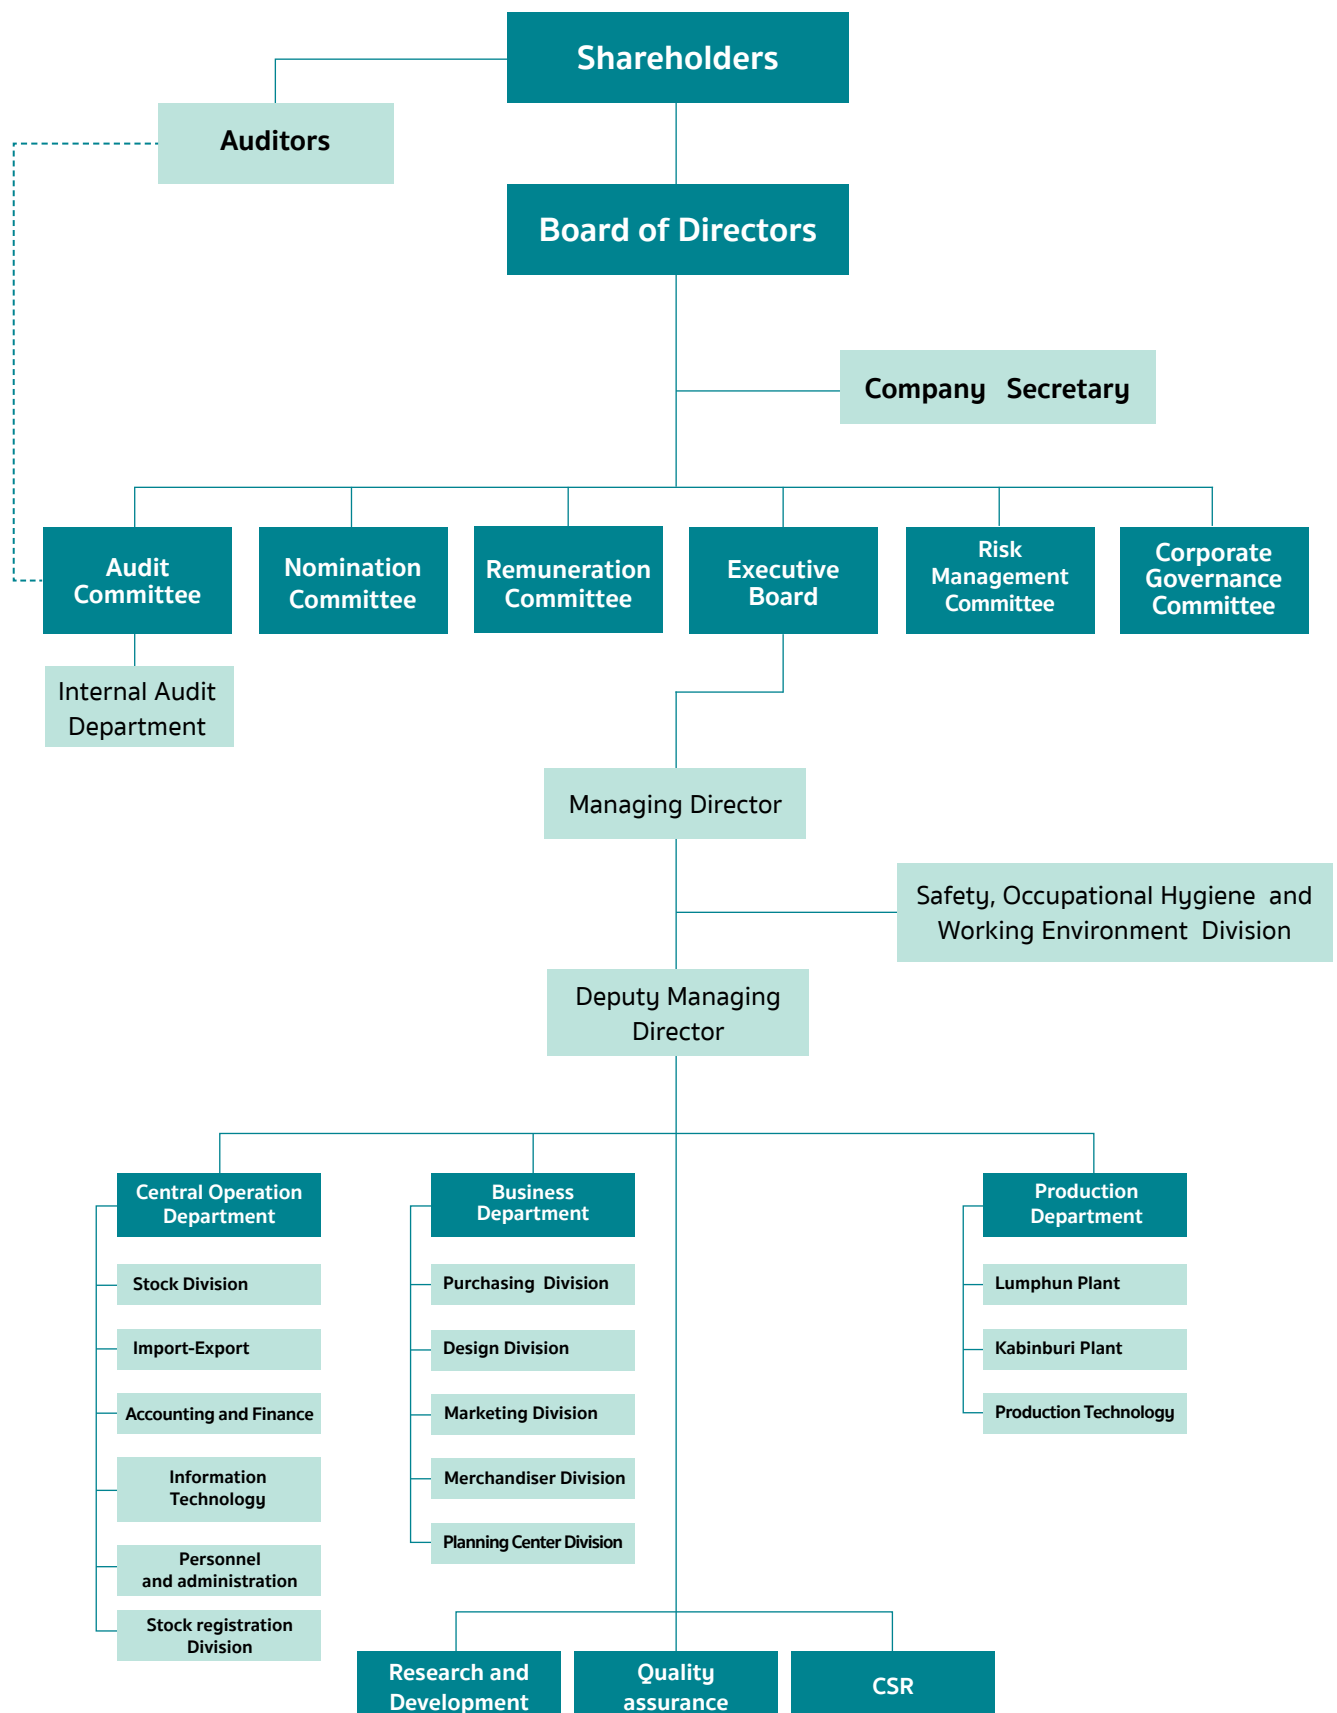 Shareholders
Auditors
Board of Directors
Company Secretary
Audit
Committee
Nomination
Committee
Remuneration
Committee
Executive
Board
Risk
Management
Committee
Corporate
Governance
Committee
Internal Audit
Department
Managing Director
Safety, Occupational Hygiene and
Working Environment Division
Deputy Managing
Director
Central Operation
Department
Business
Department
Production
Department
Stock Division
Import-Export
Accounting and Finance
Information
Technology
Personnel
and administration
Stock registration
Division
Purchasing Division
Design Division
Marketing Division
Merchandiser Division
Planning Center Division
Lumphun Plant
Kabinburi Plant
Production Technology
Research and
Development
Quality
assurance
CSR